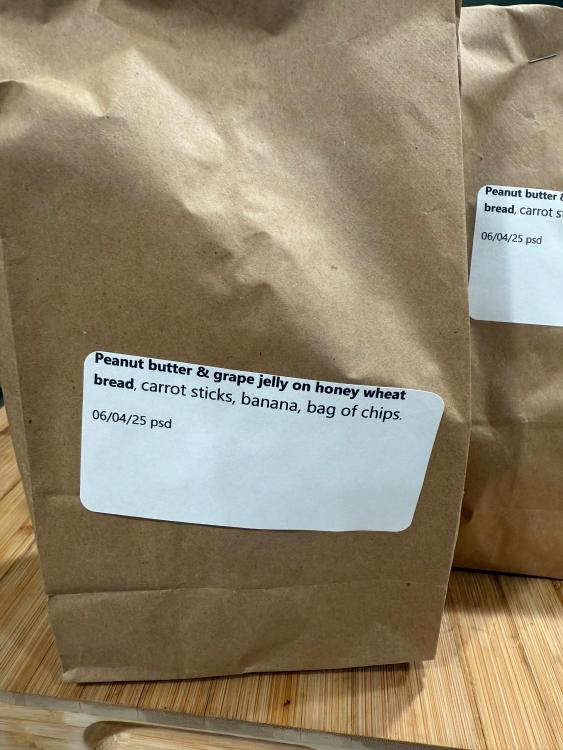 Peanut butter & grape jelly on honey wheat
bread, carrot sticks, banana, bag of chips.
06/04/25 psd
Peanut butter
bread, carrot
06/04/25 psd